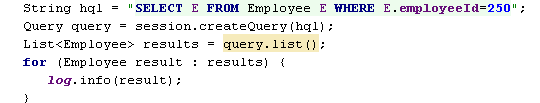 String hql = "SELECT E FROM Employee E WHERE E.employeeId=250";
Query query = session.createQuery(hql);
List<Employee> results = query.list();
for (Employee result : results) {
log.info(result);
}